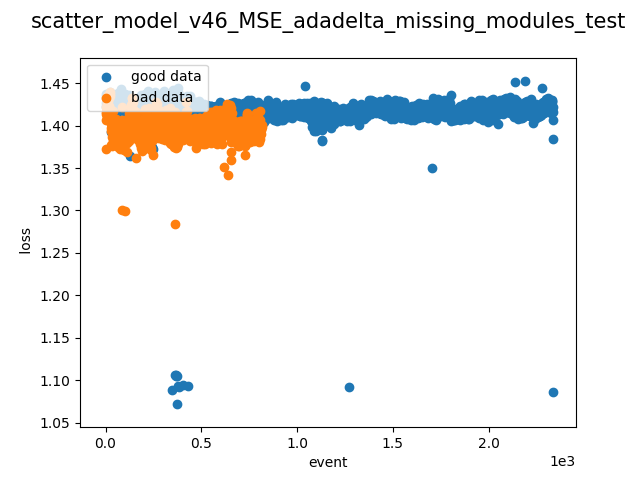 scatter_model_v46_MSE_adadelta_missing_modules_test
good data
bad data
1.45
1.40
1.35
1.30
1.25
1.20
1.15
1.10
1.05
loss
0.0 0.5 1.0 1.5 2.0
event
1e3